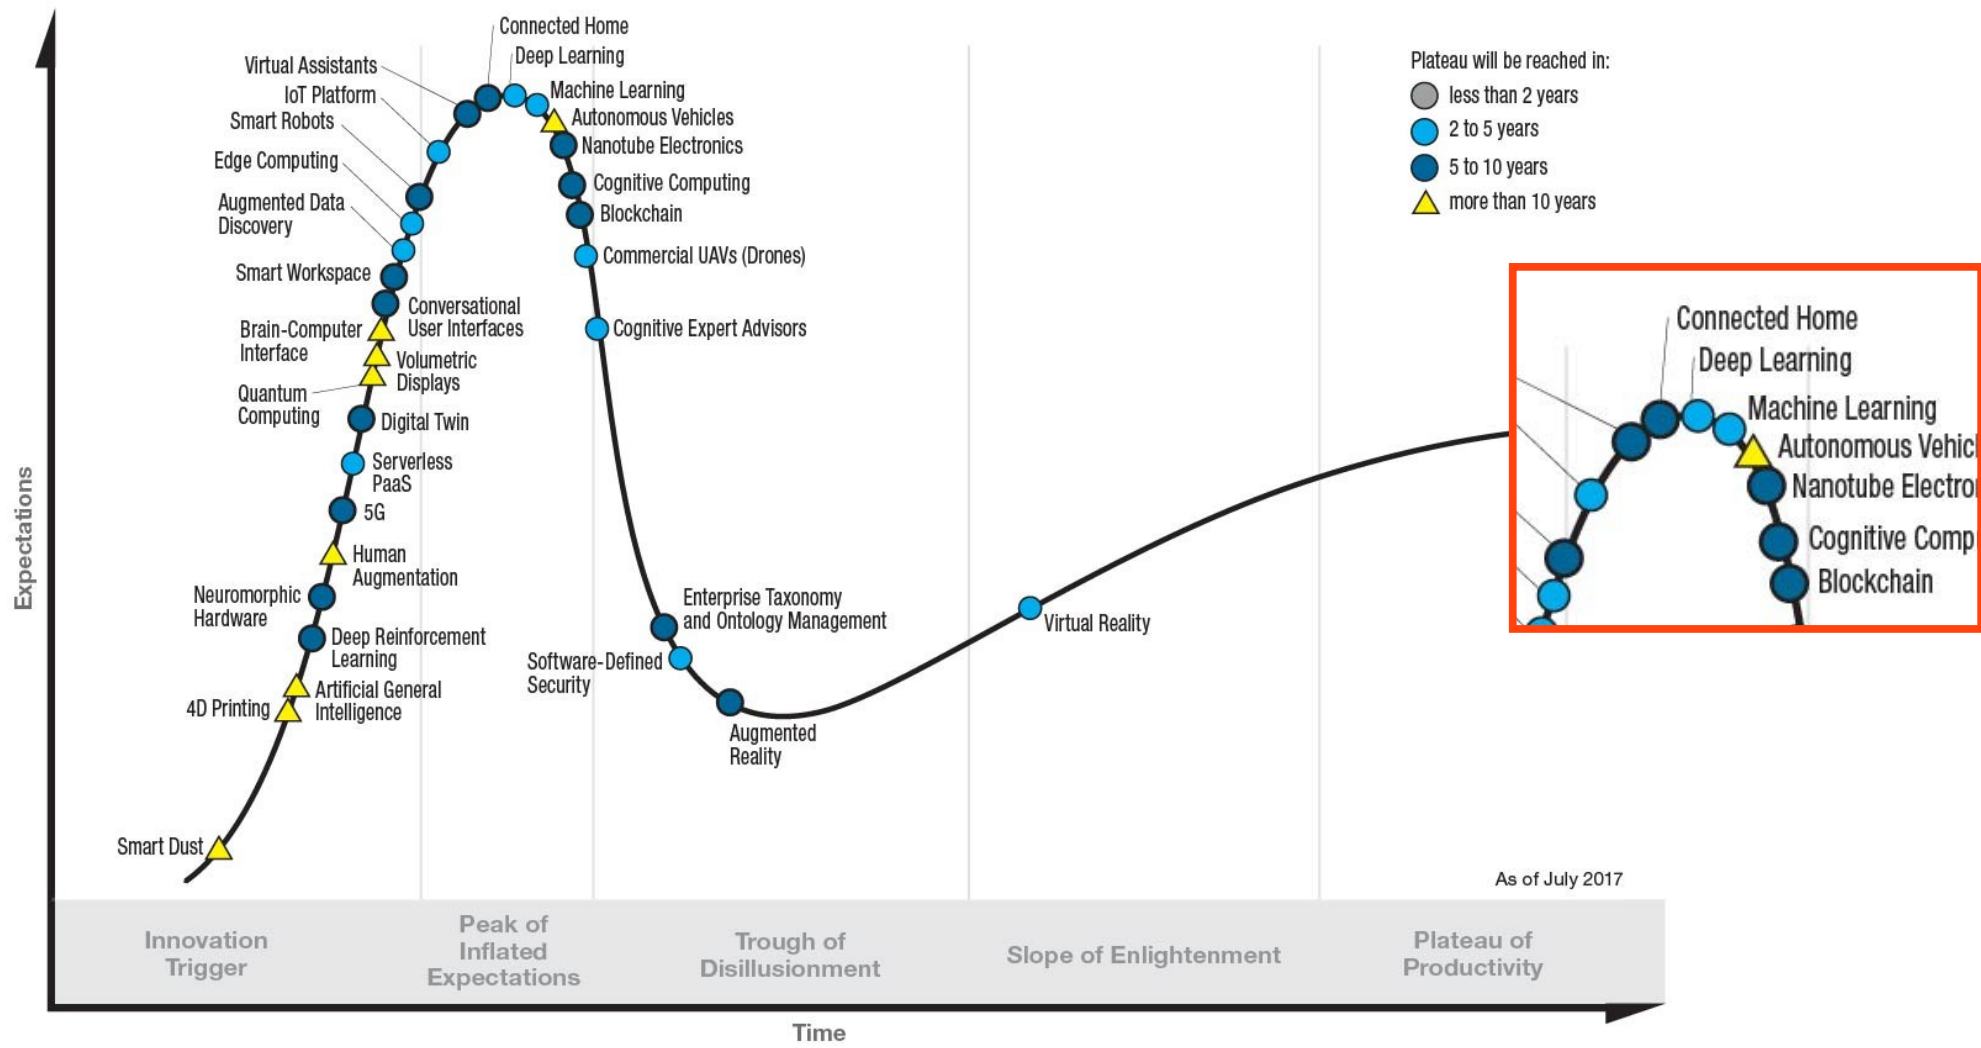 Connected Home
Deep Learning
Virtual Assistants
IoT Platform
Smart Robots
Edge Computing
Augmented Data
Discovery
Smart Workspace
Conversational
User Interfaces
Brain-Computer
Interface
Volumetric
Displays
Quantum
Computing
Digital Twin
Serverless
PaaS
5G
Human
Augmentation
Neuromorphic
Hardware
Deep Reinforcement
Learning
Artificial General
Intelligence
4D Printing
Smart Dust
Machine Learning
Autonomous Vehicles
Nanotube Electronics
Cognitive Computing
Blockchain
Commercial UAVs (Drones)
Cognitive Expert Advisors
Enterprise Taxonomy
and Ontology Management
Software-Defined
Security
Augmented
Reality
Virtual Reality
Plateau will be reached in:
less than 2 years
2 to 5 years
5 to 10 years
more than 10 years
Connected Home
Deep Learning
Machine Learning
Autonomous Vehic
Nanotube Electro
Cognitive Comp
Blockchain
As of July 2017
Expectations
Innovation
Trigger
Peak of
Inflated
Expectations
Trough of
Disillusionment
Slope of Enlightenment
Plateau of
Productivity
Time